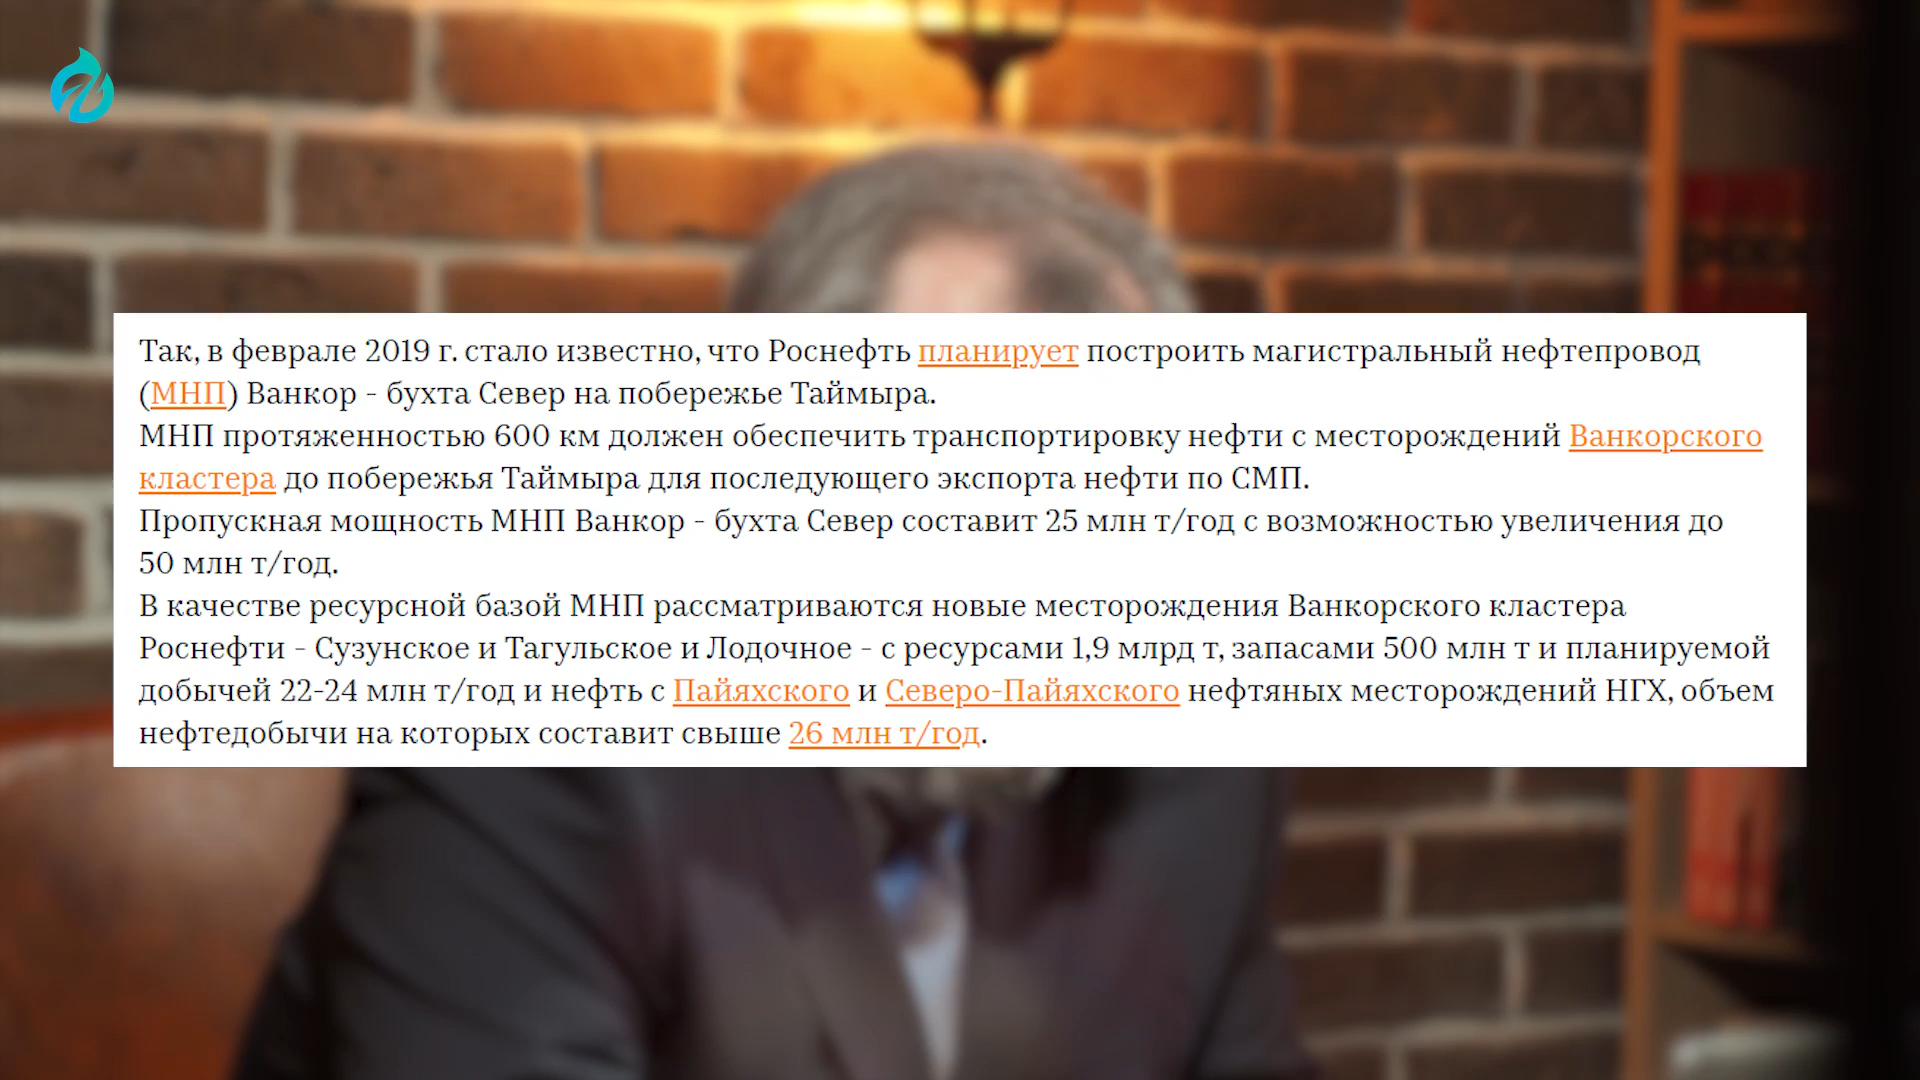 Так, в феврале 2019 г. стало известно, что Роснефть планирует построить магистральный нефтепровод
(МНП) Ванкор - бухта Север на побережье Таймыра.
МНП протяженностью 600 км должен обеспечить транспортировку нефти с месторождений Ванкорского
кластера до побережья Таймыра для последующего экспорта нефти по СМП.
Пропускная мощность МНП Ванкор - бухта Север составит 25 млн т/год с возможностью увеличения до
50 млн т/год.
В качестве ресурсной базой МНП рассматриваются новые месторождения Ванкорского кластера
Роснефти - Сузунское и Тагульское и Лодочное - с ресурсами 1,9 млрд т, запасами 500 млн т и планируемой
добычей 22-24 млн т/год и нефть с Пайяхского и Северо-Пайяхского нефтяных месторождений НГХ, объем
нефтедобычи на которых составит свыше 26 млн т/год.